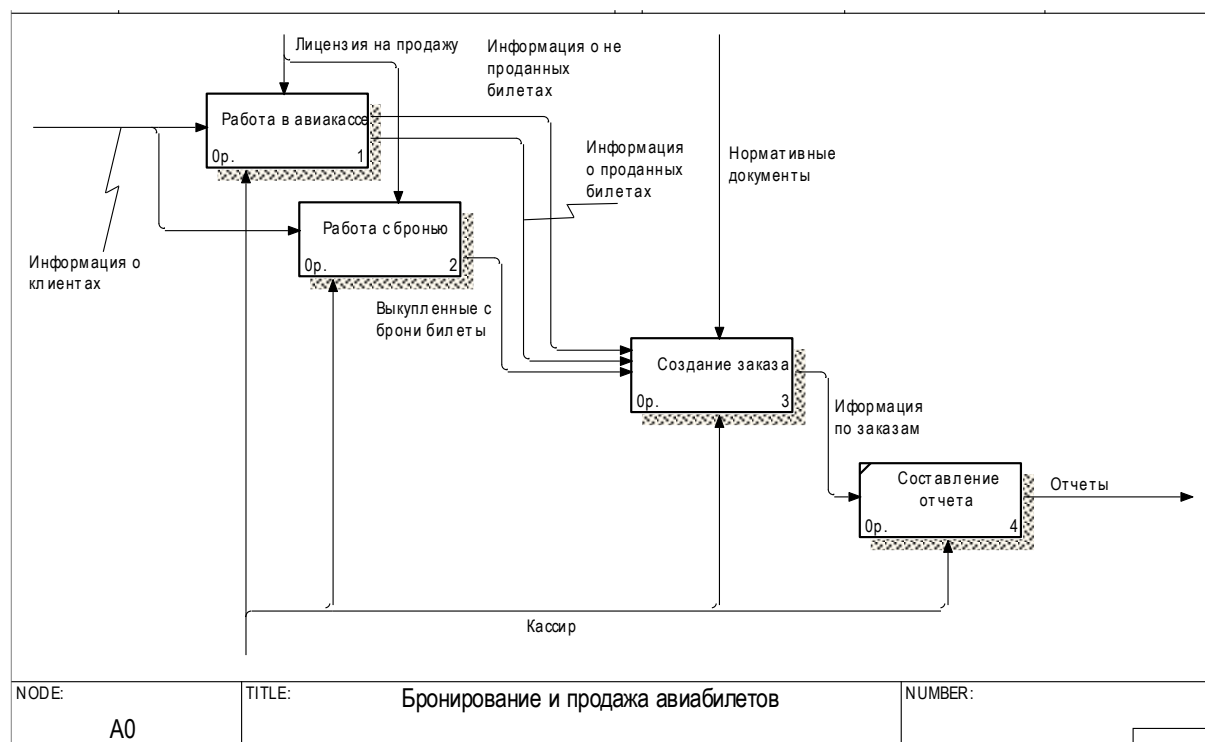 Лицензия на продажу
Информация о не
проданных
билетах
Работа в авиакассе
0р.
1
Информация
о проданных
билетах
Нормативные
документы
Работа с бронью
0р.
2
Информация о
клиентах
Выкупленные с
брони билеты
Создание заказа
0р.
3
Иформация
по заказам
Составление
отчета
0р.
4
Отчеты
Кассир
NODE:
A0
TITLE:
Бронирование и продажа авиабилетов
NUMBER: